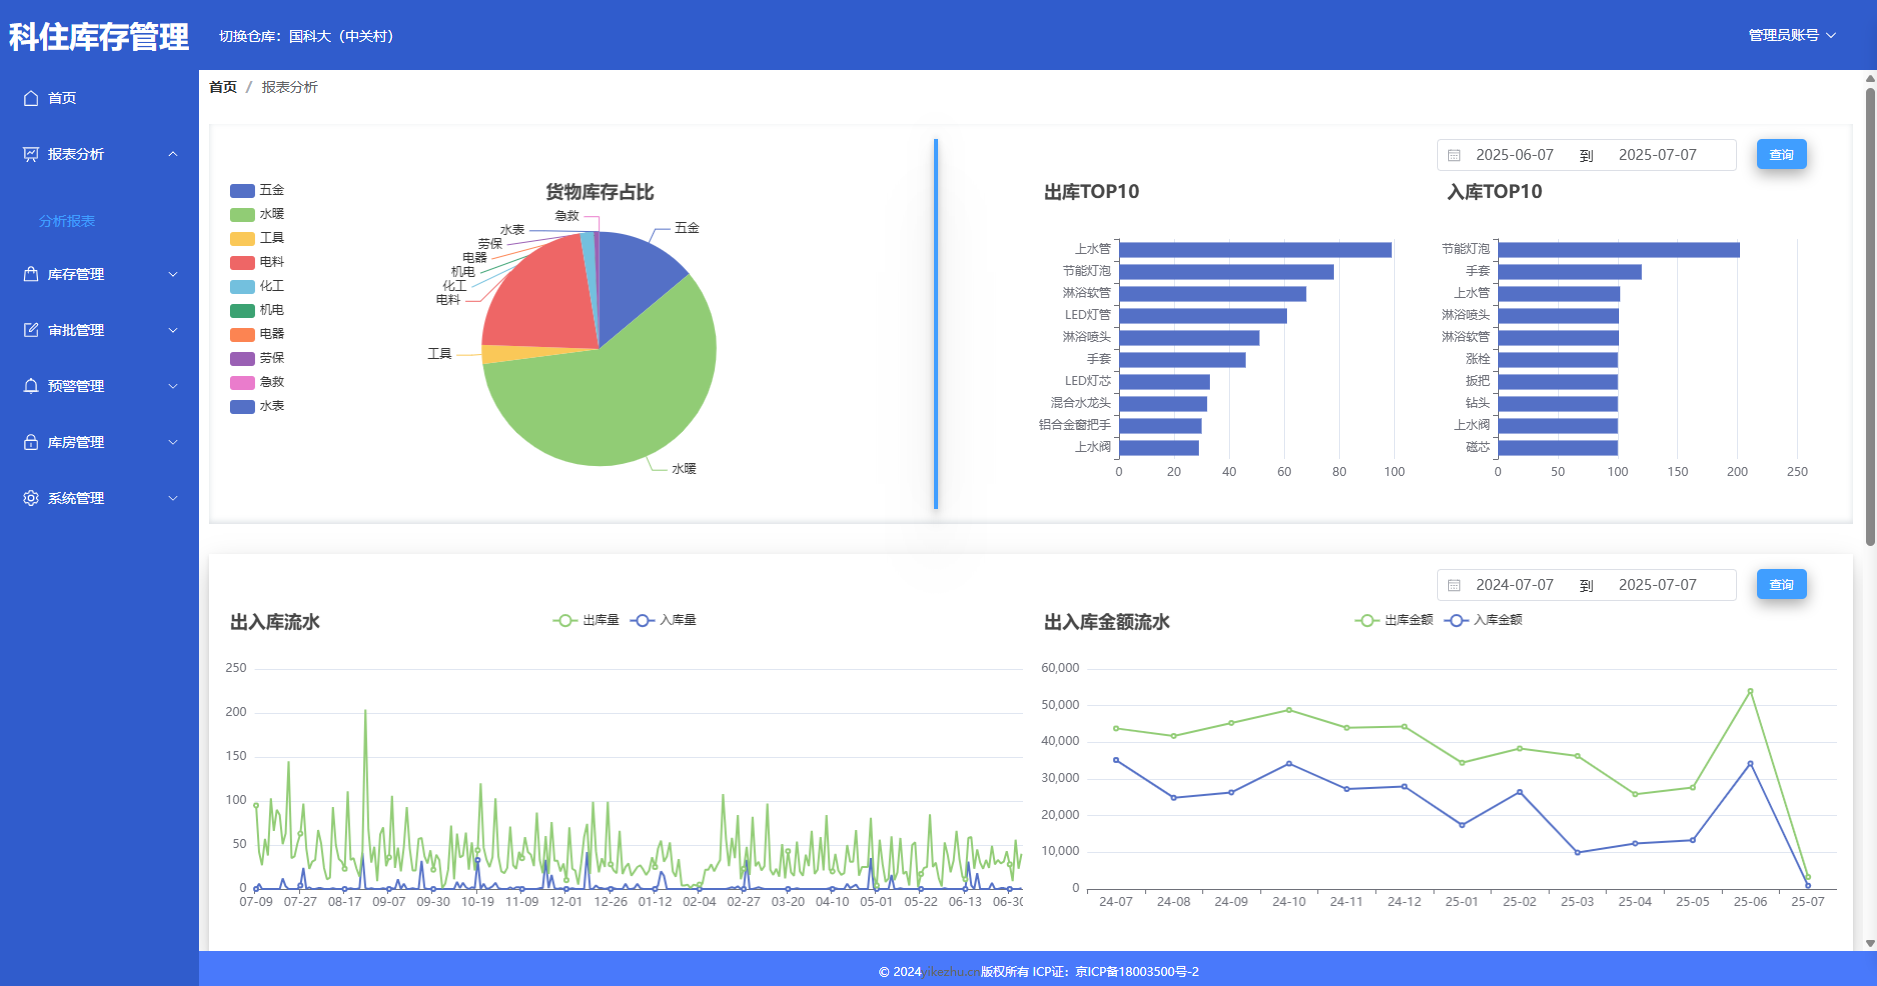 科住库存管理
切换仓库：国科大（中关村）
管理员账号
首页
报表分析
分析报表
库存管理
审批管理
预警管理
库房管理
系统管理
首页 / 报表分析
五金
水暖
工具
电料
化工
机电
电器
劳保
急救
水表
货物库存占比
急救
水表
劳保
电器
机电
化工
电料
工具
五金
水暖
2025-06-07 到 2025-07-07
查询
出库TOP10
上水管
节能灯泡
淋浴软管
LED灯管
淋浴喷头
手套
LED灯芯
混合水龙头
铝合金窗把手
上水阀
0 20 40 60 80 100
入库TOP10
节能灯泡
手套
上水管
淋浴喷头
淋浴软管
涨栓
扳把
钻头
上水阀
磁芯
0 50 100 150 200 250
2024-07-07 到 2025-07-07
查询
出入库流水
出库量 入库量
250
200
150
100
50
0
07-09 07-27 08-17 09-07 09-30 10-19 11-09 12-01 12-26 01-12 02-04 02-27 03-20 04-10 05-01 05-22 06-13 06-30
出入库金额流水
出库金额 入库金额
60,000
50,000
40,000
30,000
20,000
10,000
0
24-07 24-08 24-09 24-10 24-11 24-12 25-01 25-02 25-03 25-04 25-05 25-06 25-07
© 2024yikezhu.cn版权所有 ICP证：京ICP备18003500号-2